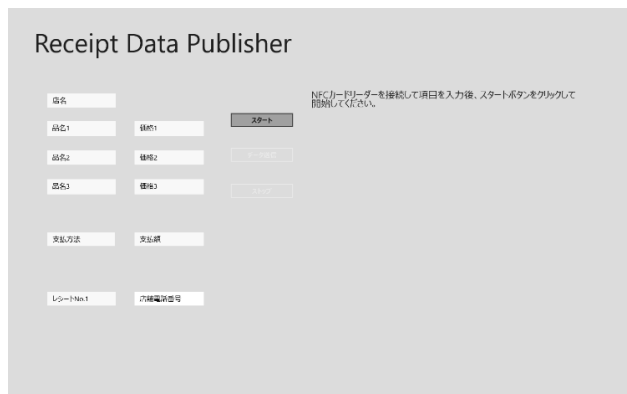 Receipt Data Publisher
NFCカードリーダーを接続して項目を入力後、スタートボタンをクリックして
開始してください。
店名
スタート
品名1 価格1
品名2 価格2
品名3 価格3
スキップ
支払方法 支払額
レシートNo.1 店舗電話番号